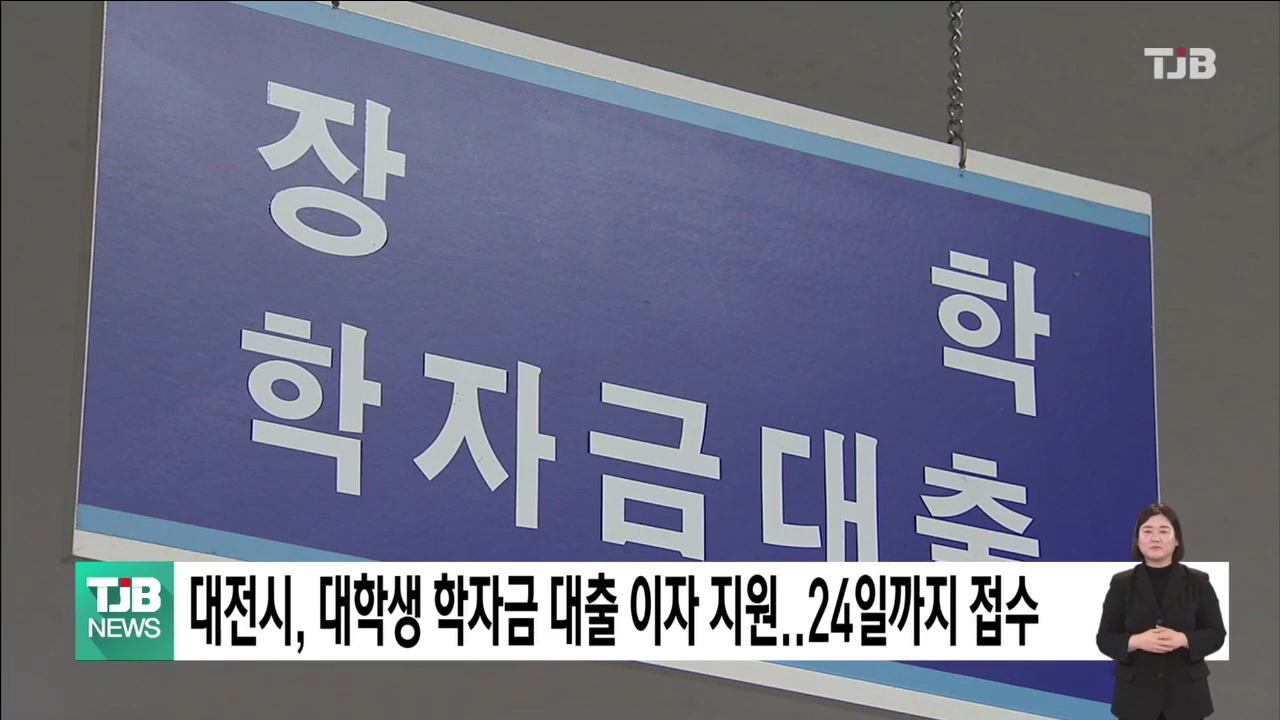 TJB
장 학
학자금대출
TJB
NEWS
대전시, 대학생 학자금 대출 이자 지원..24일까지 접수